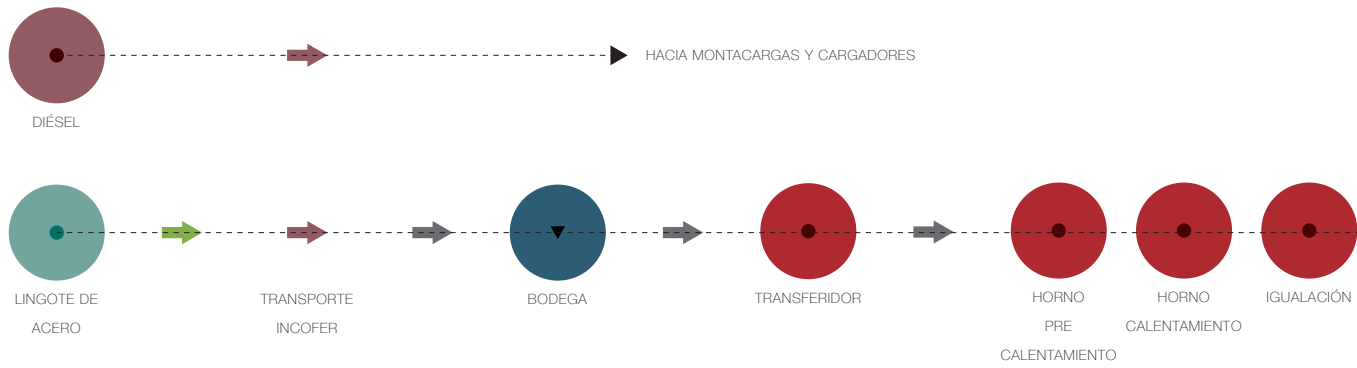 HACIA MONTACARGAS Y CARGADORES
DIÉSEL
LINGOTE DE
ACERO
TRANSPORTE
INCOFER
BODEGA
TRANSFERIDOR
HORNO
PRE
CALENTAMIENTO
HORNO
CALENTAMIENTO
IGUALACIÓN